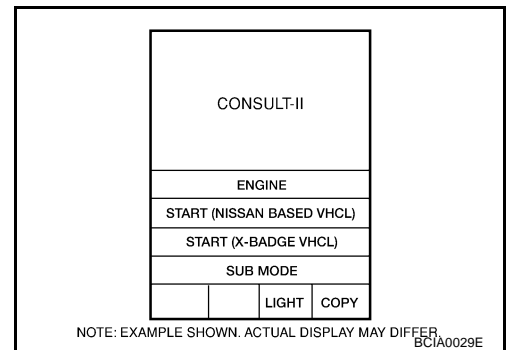 CONSULT-II
ENGINE
START (NISSAN BASED VHCL)
START (X-BADGE VHCL)
SUB MODE
LIGHT COPY
NOTE: EXAMPLE SHOWN. ACTUAL DISPLAY MAY DIFFER.
BCIA0029E